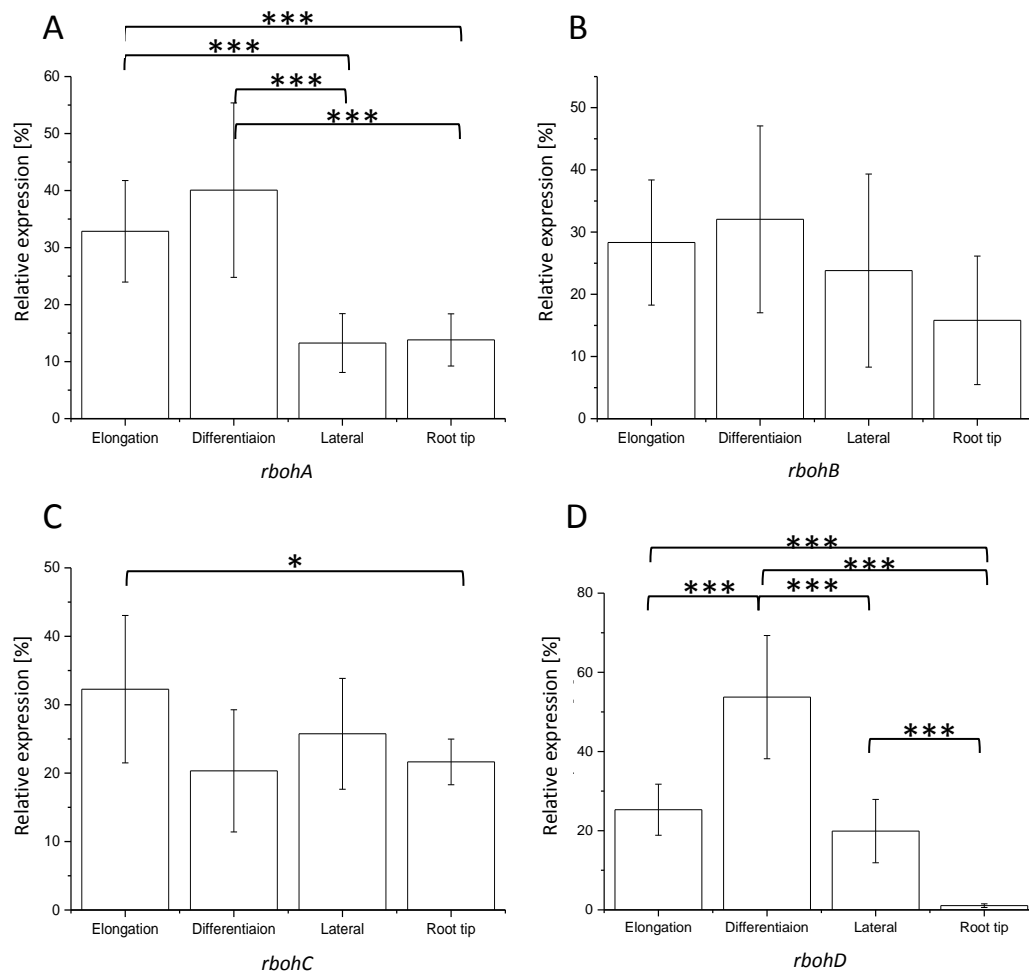 A
***
***
***
***
Relative expression [%]
60
50
40
30
20
10
0
Elongation Differentiaion Lateral Root tip
rbohA
B
Relative expression [%]
50
40
30
20
10
0
Elongation Differentiaion Lateral Root tip
rbohB
C
*
Relative expression [%]
50
40
30
20
10
0
Elongation Differentiaion Lateral Root tip
rbohC
D
***
***
*** ***
***
Relative expression [%]
80
60
40
20
0
Elongation Differentiaion Lateral Root tip
rbohD